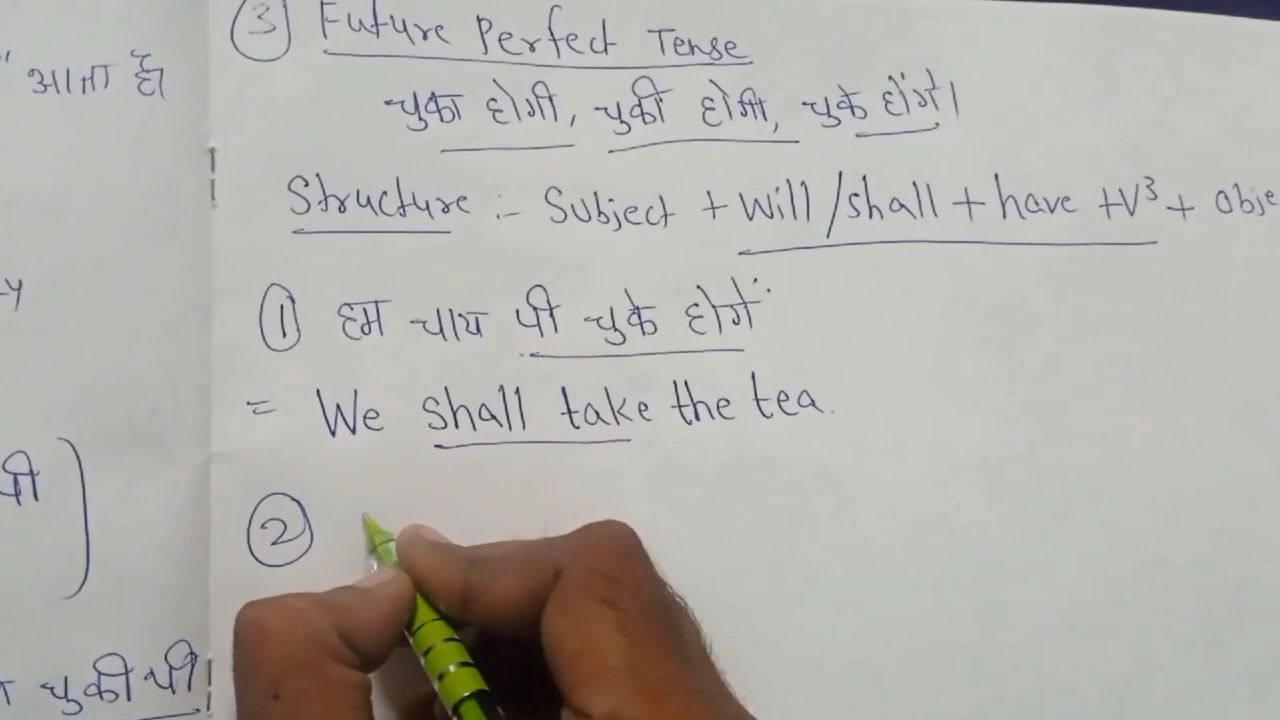 " आता है।
-y
पी )
चुकी थी।
③ Future Perfect Tense
चुका होगी, चुकी होगी, चुके होंगे।
Structure :- Subject + Will/shall + have + V³ + Obje
① हम चाय पी चुके होगें
= We shall take the tea.
②